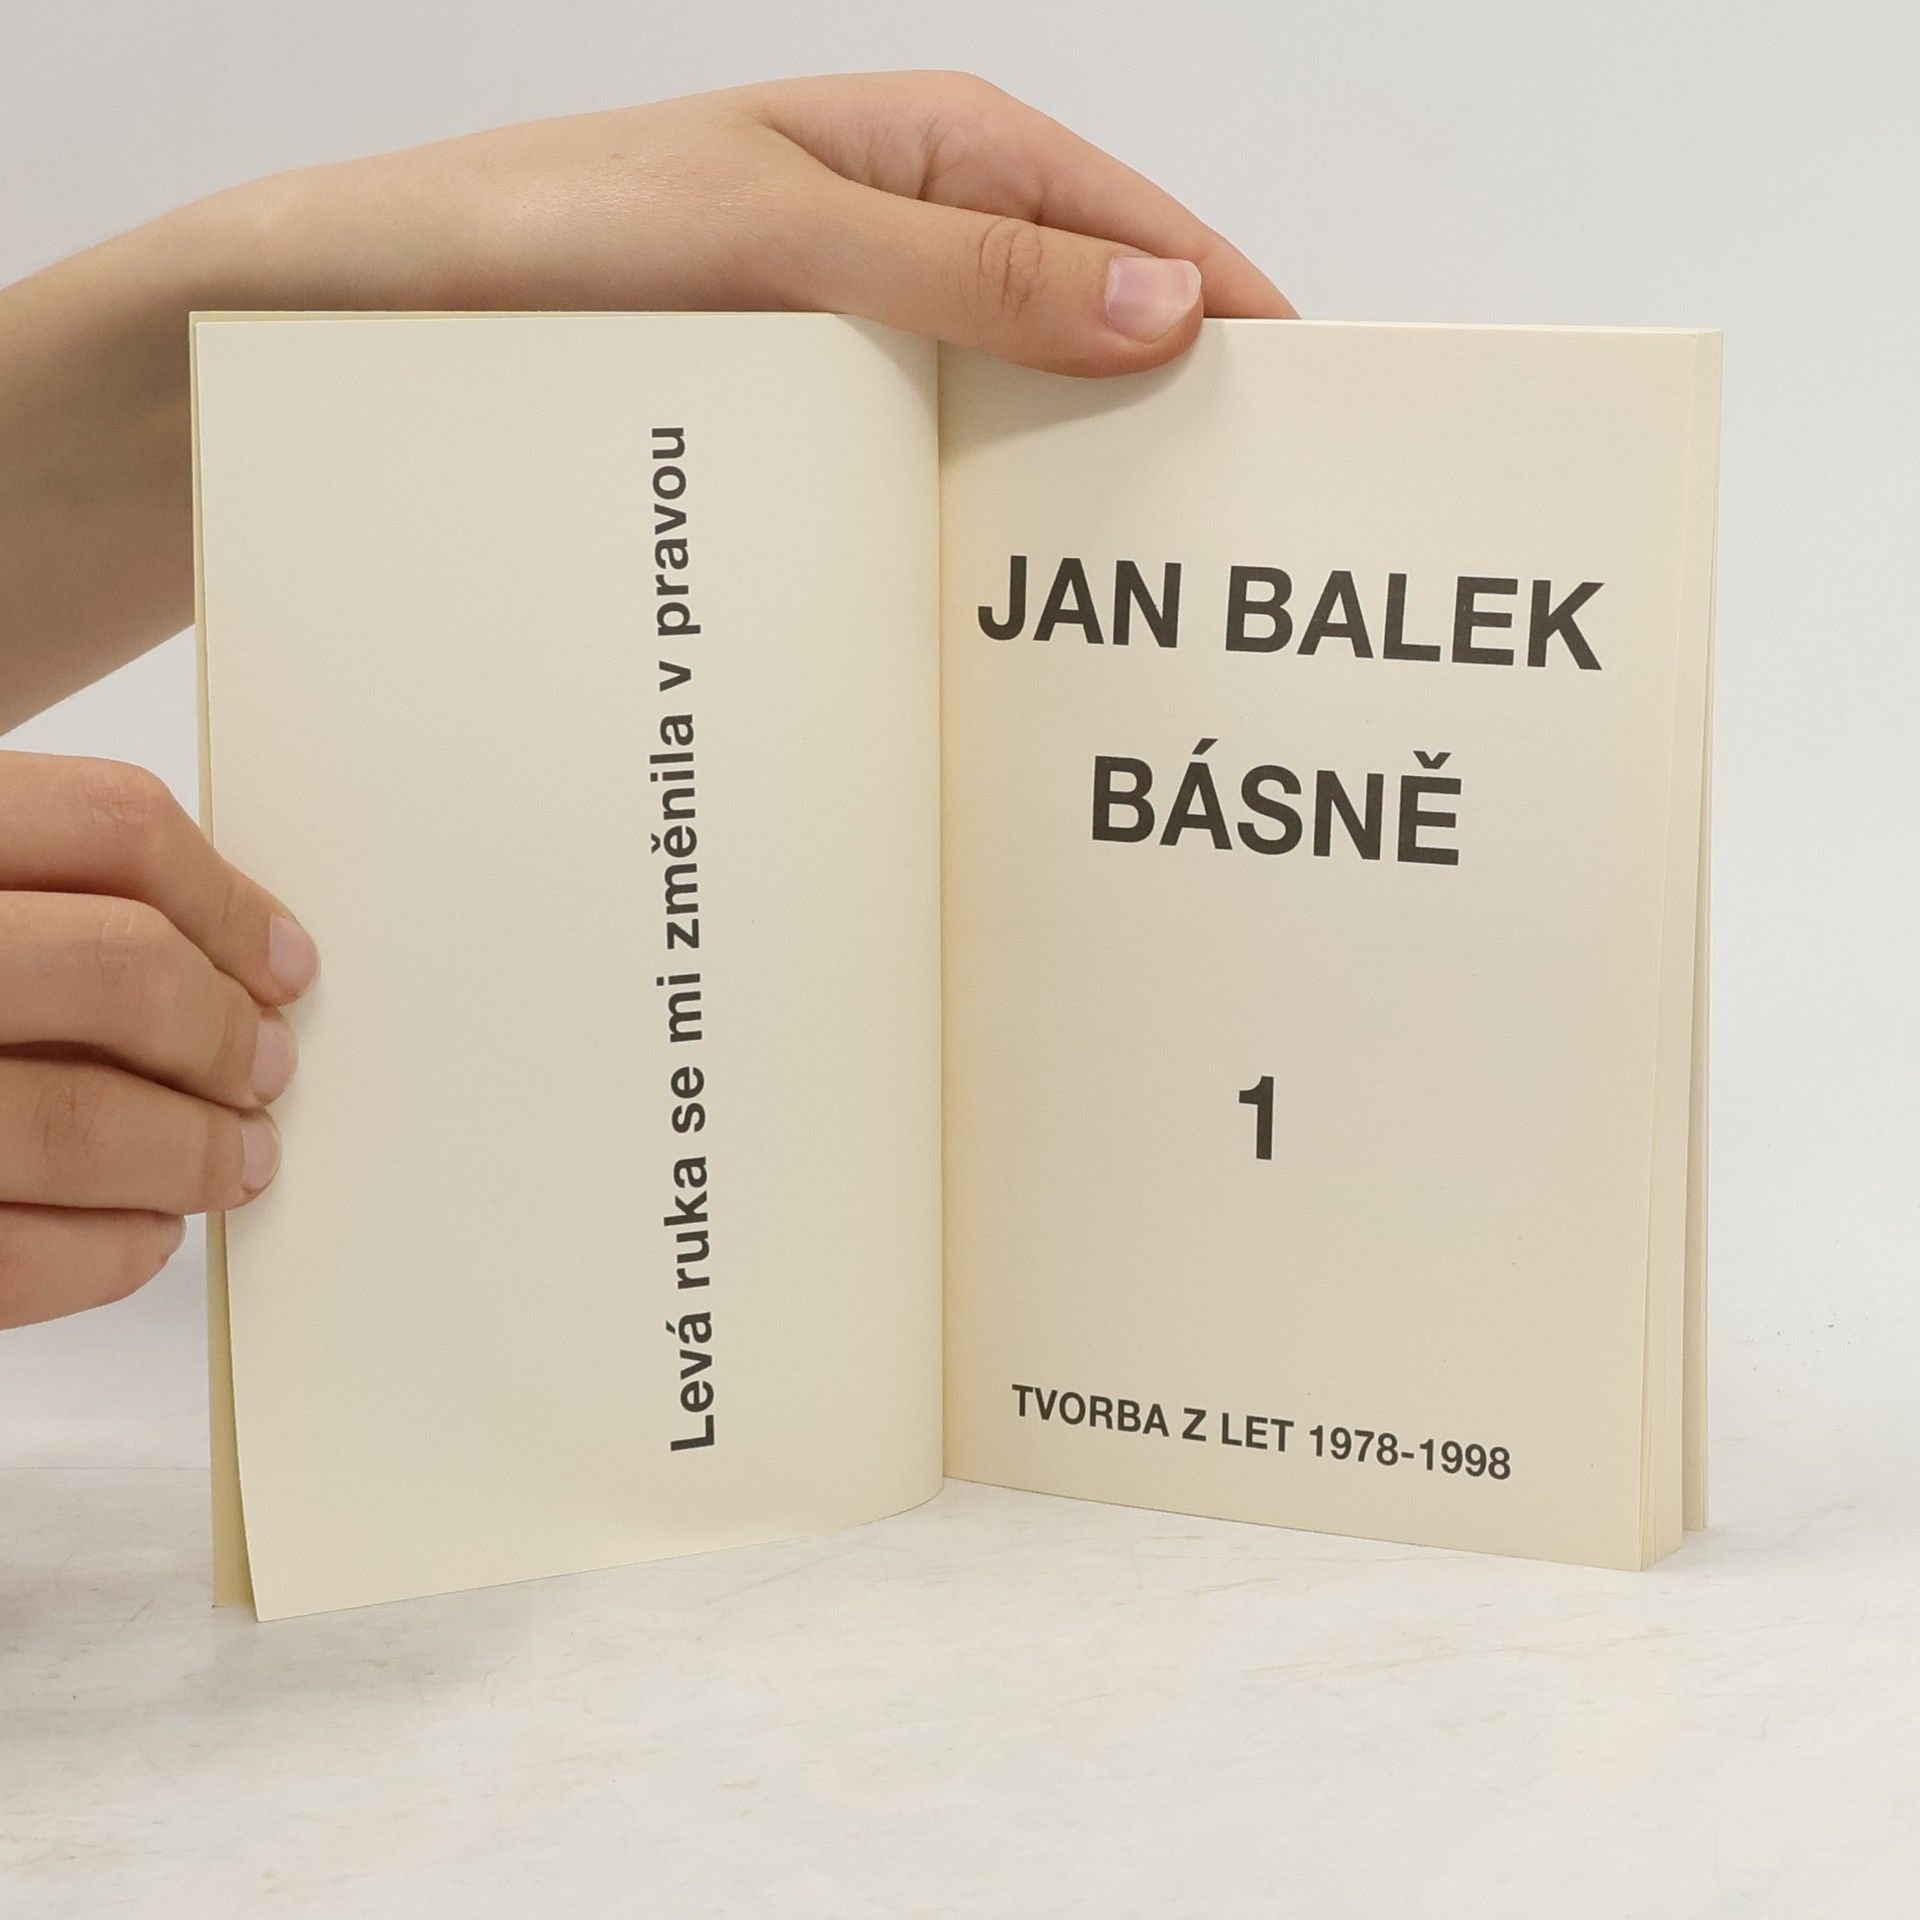 Levá ruka se mi změnila v pravou
JAN BALEK
BÁSNĚ
1
TVORBA Z LET 1978-1998